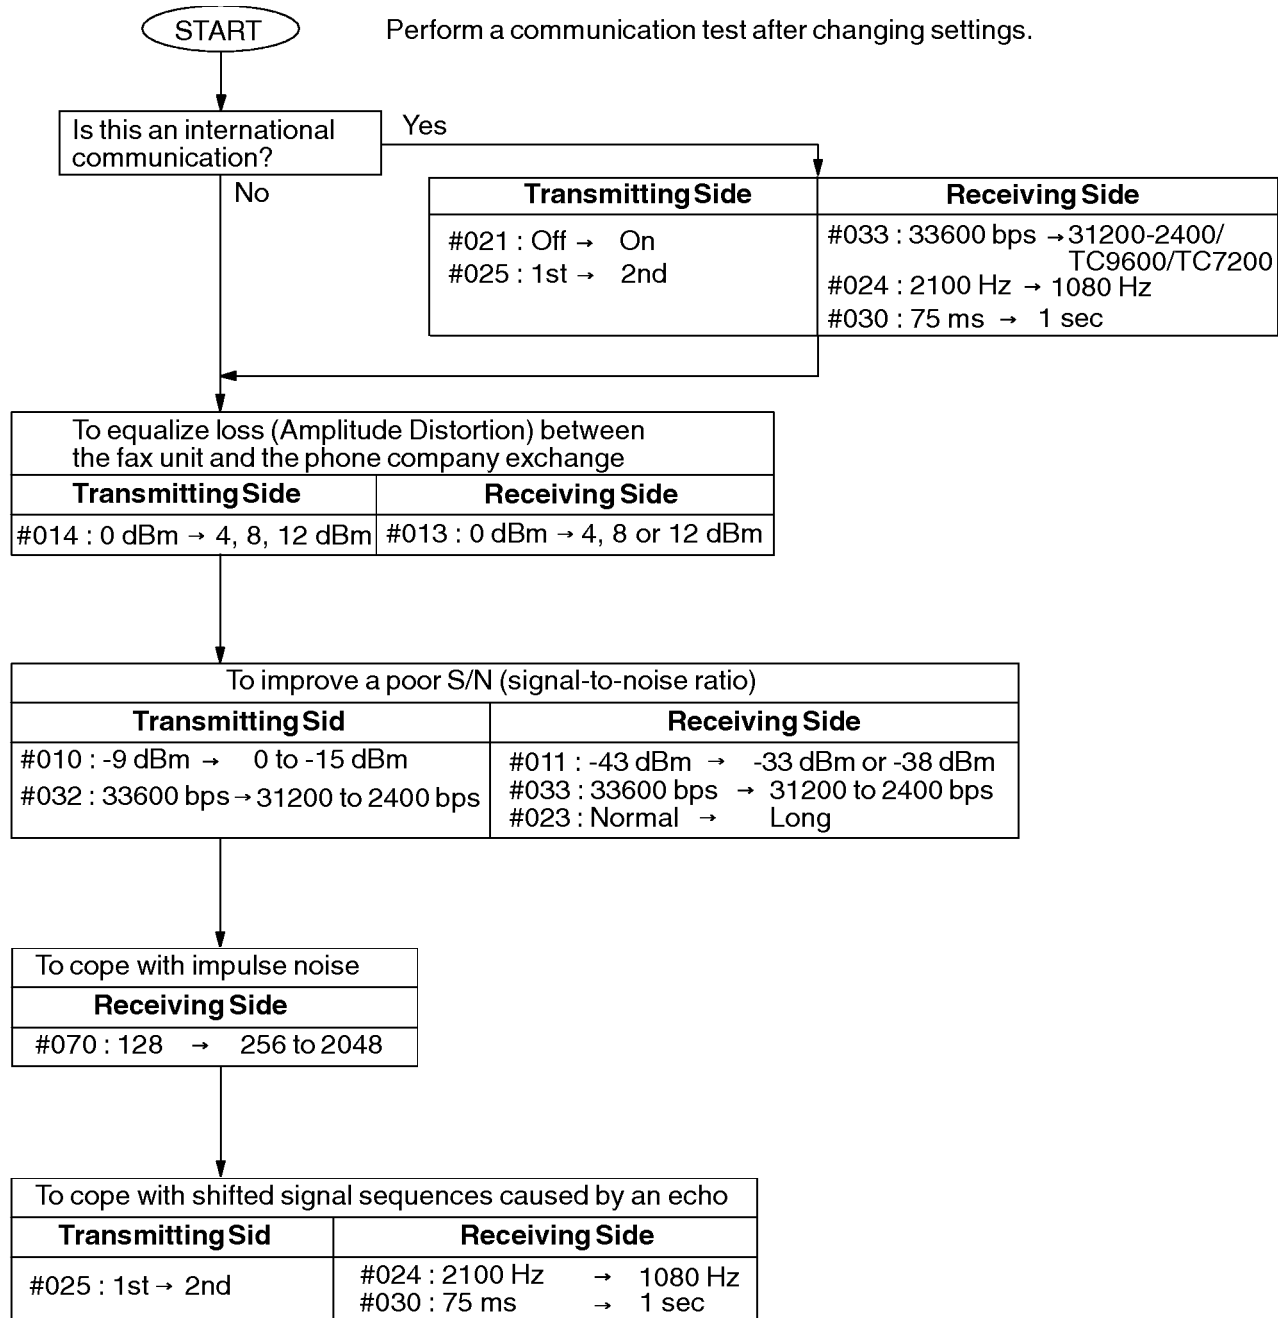 START
Perform a communication test after changing settings.
Is this an international
communication?
Yes
No
Transmitting Side
Receiving Side
#021 : Off → On
#025 : 1st → 2nd
#033 : 33600 bps → 31200-2400/
TC9600/TC7200
#024 : 2100 Hz → 1080 Hz
#030 : 75 ms → 1 sec
To equalize loss (Amplitude Distortion) between
the fax unit and the phone company exchange
Transmitting Side
Receiving Side
#014 : 0 dBm → 4, 8, 12 dBm
#013 : 0 dBm → 4, 8 or 12 dBm
To improve a poor S/N (signal-to-noise ratio)
Transmitting Sid
Receiving Side
#010 : -9 dBm → 0 to -15 dBm
#032 : 33600 bps → 31200 to 2400 bps
#011 : -43 dBm → -33 dBm or -38 dBm
#033 : 33600 bps → 31200 to 2400 bps
#023 : Normal → Long
To cope with impulse noise
Receiving Side
#070 : 128 → 256 to 2048
To cope with shifted signal sequences caused by an echo
Transmitting Sid
Receiving Side
#025 : 1st → 2nd
#024 : 2100 Hz → 1080 Hz
#030 : 75 ms → 1 sec